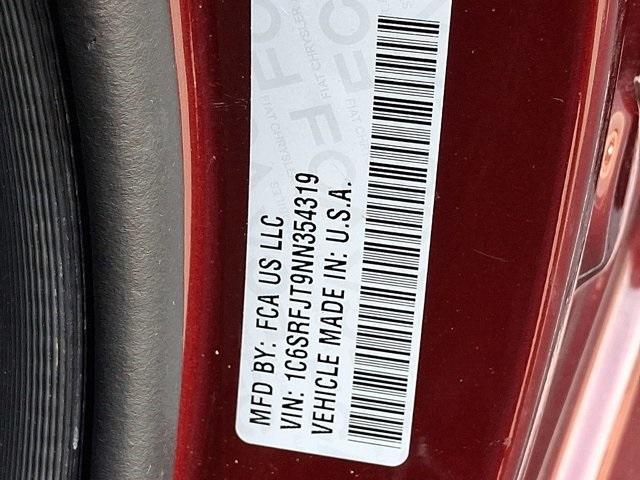 MFD BY: FCA US LLC
VIN: 1C6SRFJT9NN354319
VEHICLE MADE IN: U.S.A.